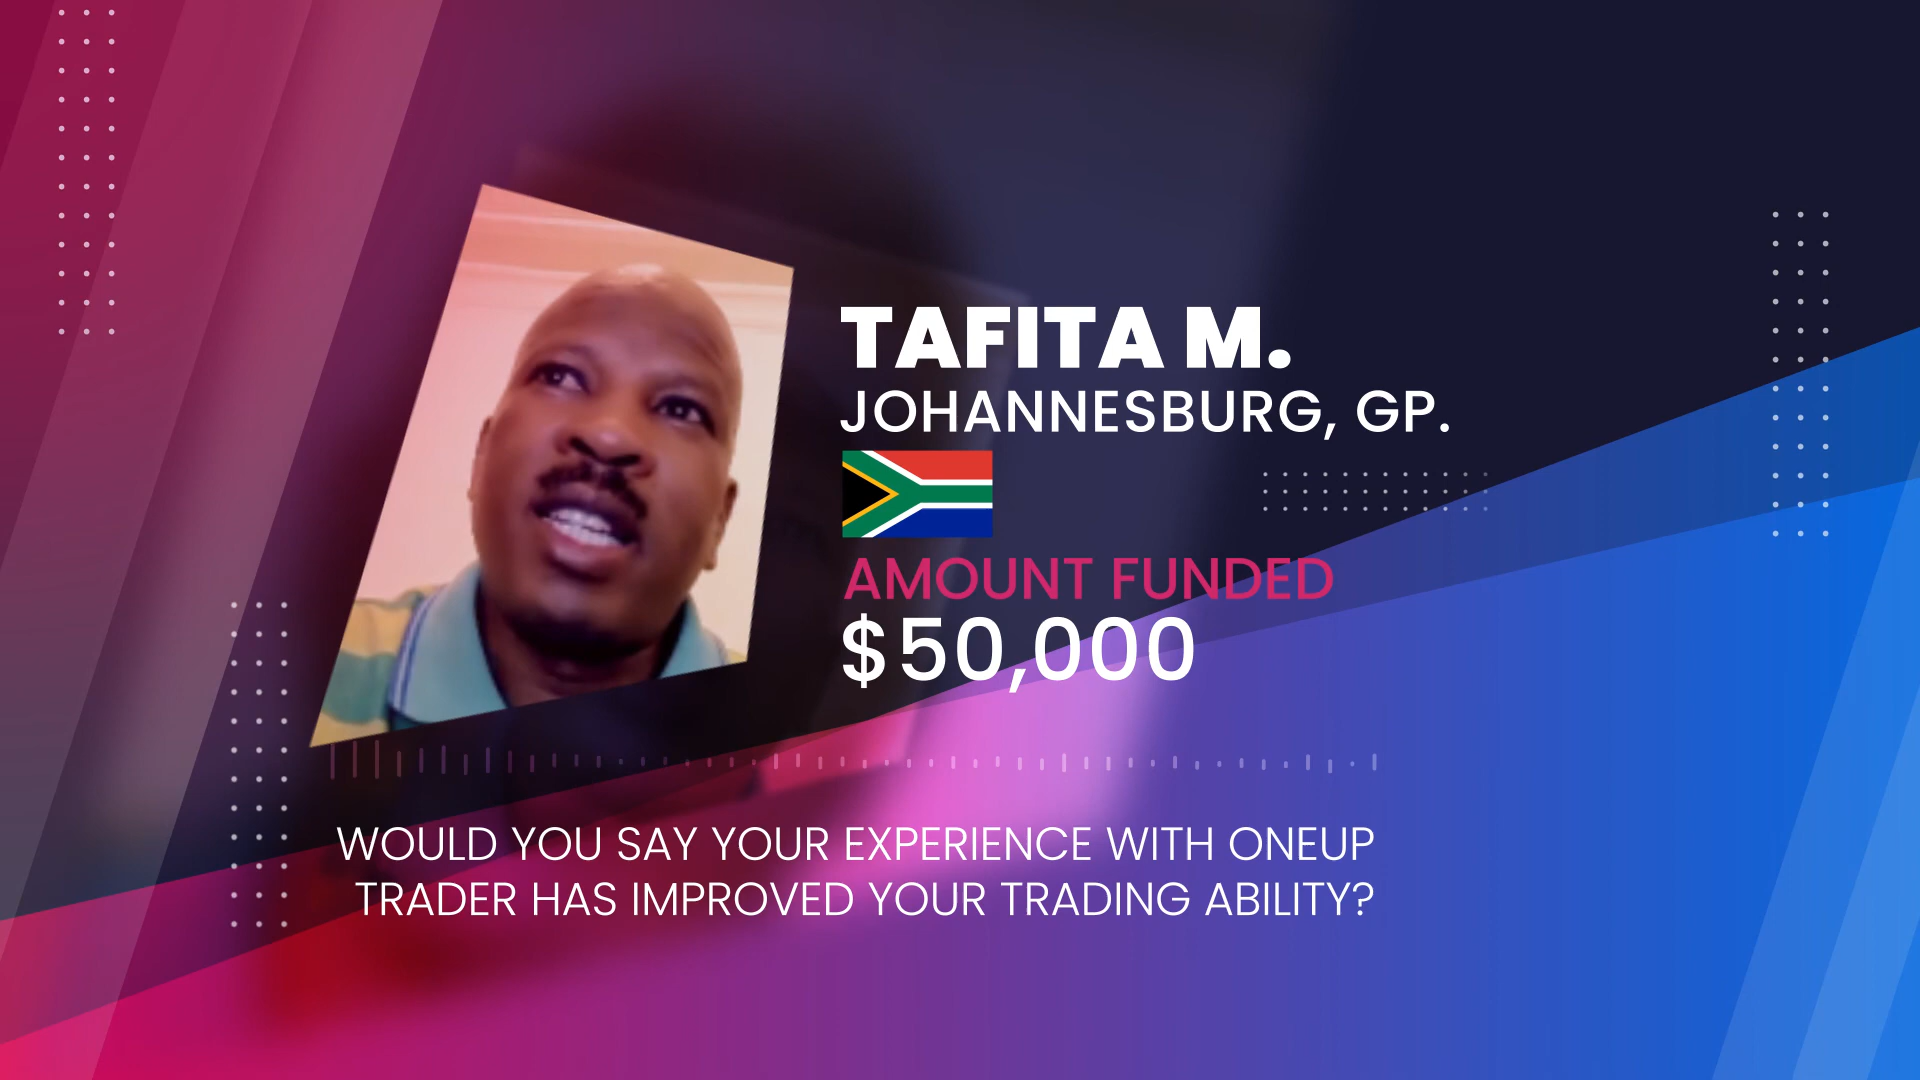 TAFITA M.
JOHANNESBURG, GP.
AMOUNT FUNDED
$50,000
WOULD YOU SAY YOUR EXPERIENCE WITH ONEUP
TRADER HAS IMPROVED YOUR TRADING ABILITY?